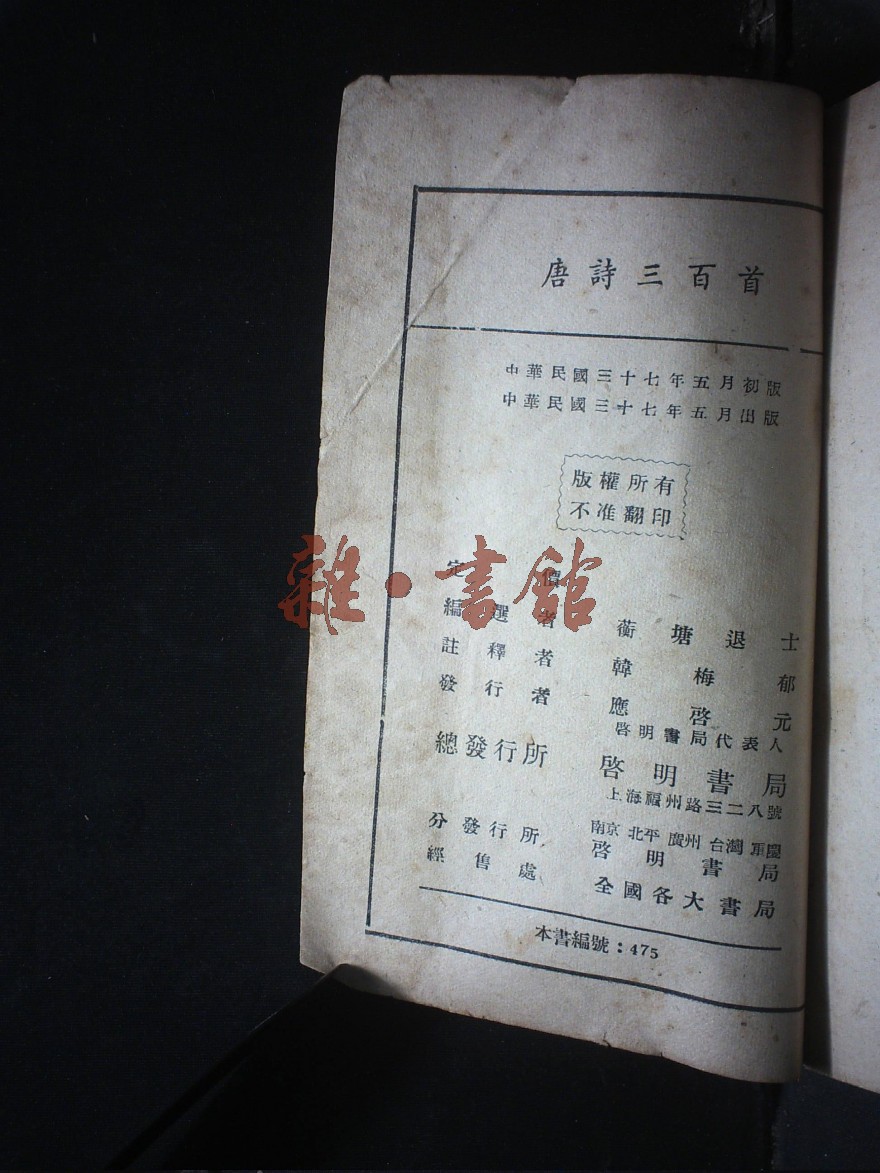 唐詩三百首
中華民國三十七年五月初版
中華民國三十七年五月出版
版權所有
不准翻印
雜·書館
定價
編選者 蘅塘退士
註釋者 韓梅郁
發行者 應啓元
啓明書局代表人
總發行所 啓明書局
上海福州路三二八號
分發行所 南京 北平 廣州 台灣
啓明書局
經售處 全國各大書局
本書編號:475